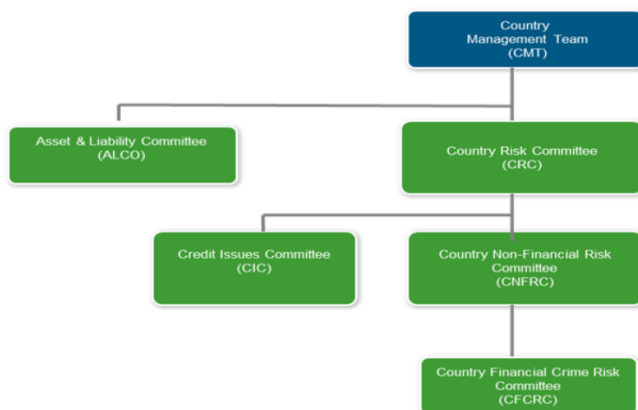 Country
Management Team
(CMT)
Asset & Liability Committee
(ALCO)
Country Risk Committee
(CRC)
Credit Issues Committee
(CIC)
Country Non-Financial Risk
Committee
(CNFRC)
Country Financial Crime Risk
Committee
(CFCRC)